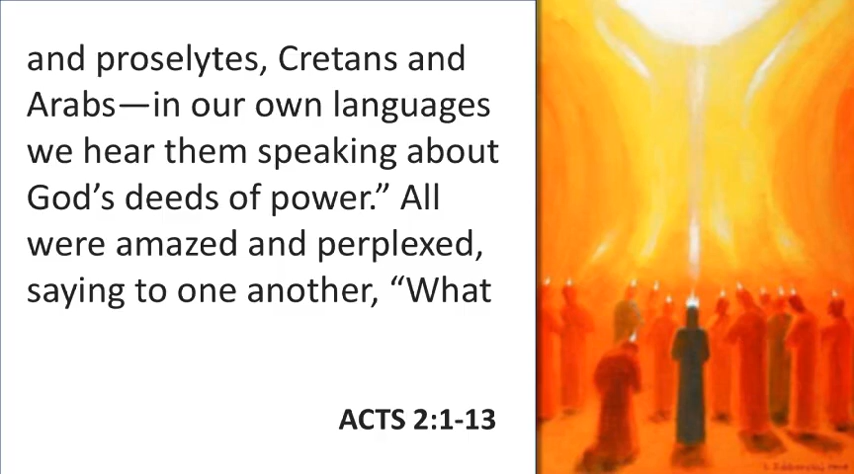 and proselytes, Cretans and
Arabs—in our own languages
we hear them speaking about
God’s deeds of power.” All
were amazed and perplexed,
saying to one another, “What
ACTS 2:1-13